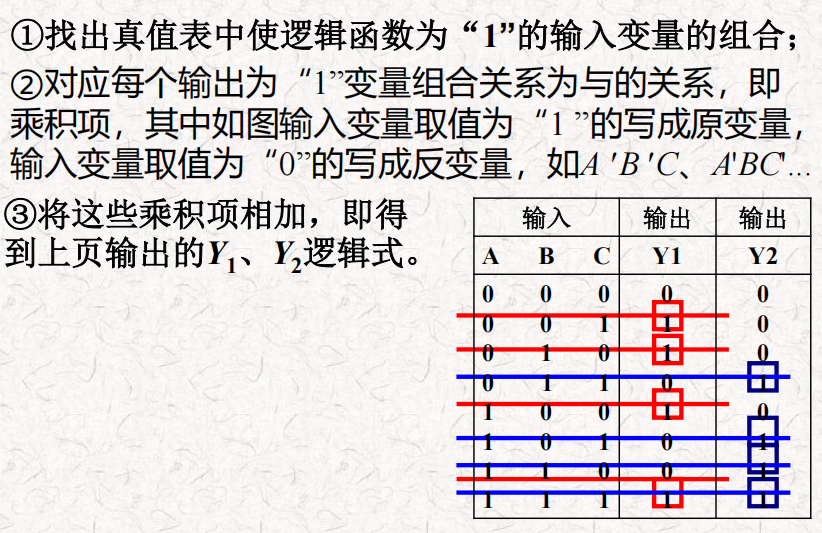 ①找出真值表中使逻辑函数为“1”的输入变量的组合；
②对应每个输出为“1”变量组合关系为与的关系，即
乘积项，其中如图输入变量取值为“1 ”的写成原变量，
输入变量取值为“0”的写成反变量，如A 'B 'C、A'BC'...
③将这些乘积项相加，即得
到上页输出的Y1、Y2逻辑式。
输入 输出 输出
A B C Y1 Y2
0 0 0 0 0
0 0 1 1 0
0 1 0 1 0
0 1 1 0 1
1 0 0 1 0
1 0 1 0 1
1 1 0 0 1
1 1 1 1 1